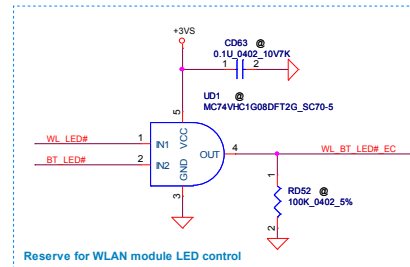 +3VS
CD63 @
0.1U_0402_10V7K
1 2
UD1 @
MC74VHC1G08DFT2G_SC70-5
5
WL_LED# 1 IN1 VCC
BT_LED# 2 IN2 GND OUT 4 WL_BT_LED#_EC
3
1
RD52 @
100K_0402_5%
2
Reserve for WLAN module LED control